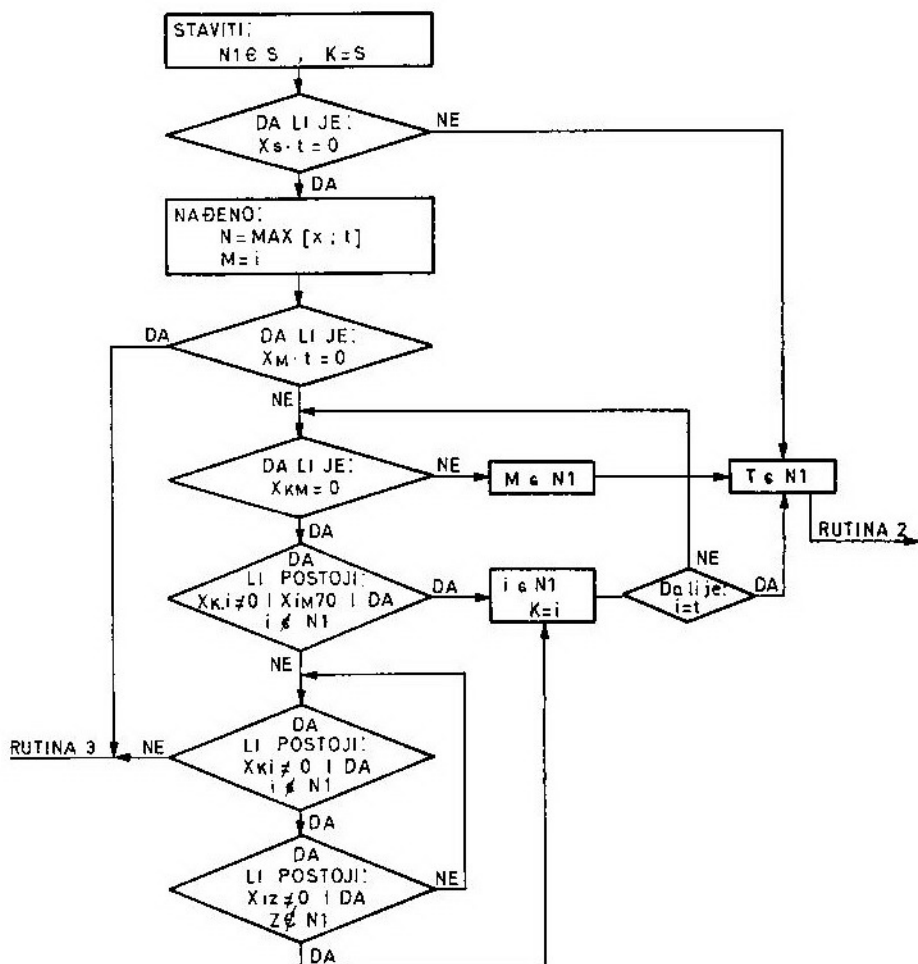 STAVITI:
N1 ϵ S , K=S
NE
DA LI JE:
Xs·t=0
DA
NAĐENO:
N=MAX [x;t]
M=i
DA
DA LI JE:
XM·t=0
NE
DA LI JE:
XKM=0
NE
M ϵ N1
T ϵ N1
RUTINA 2
DA
DA
LI POSTOJI:
XK.i≠0 I XiM70 I DA
i ∉ N1
DA
i ϵ N1
K=i
NE
Da li je:
i=t
DA
NE
RUTINA 3
NE
DA
LI POSTOJI:
XKi≠0 I DA
i ∉ N1
DA
DA
LI POSTOJI:
XIZ≠0 I DA
Z∉ N1
NE
DA